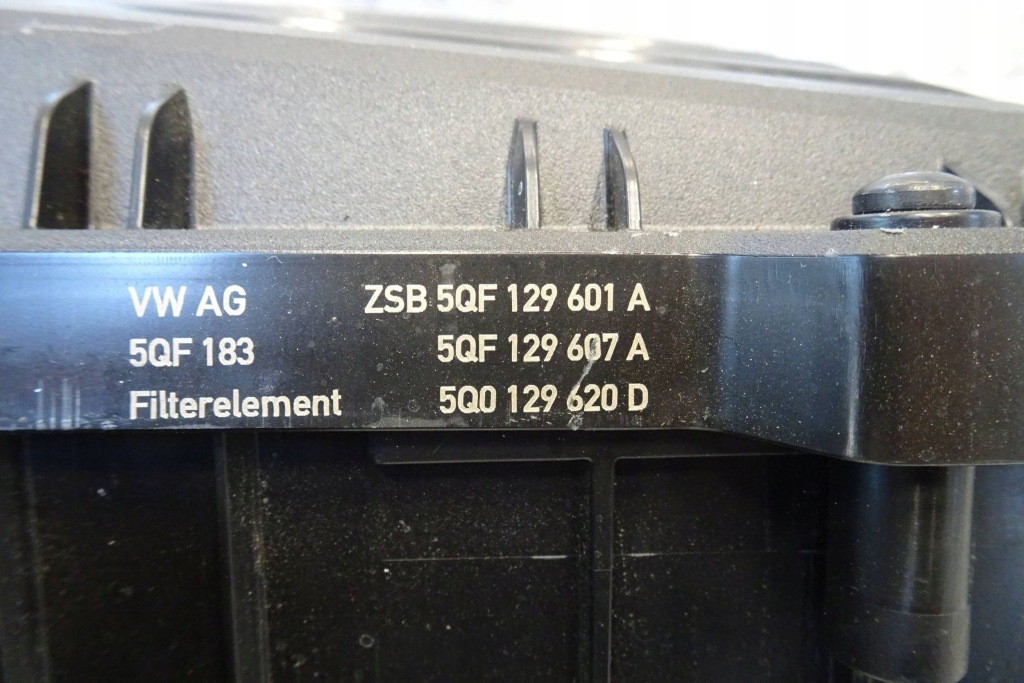 VW AG ZSB 5QF 129 601 A
5QF 183 5QF 129 607 A
Filterelement 5Q0 129 620 D